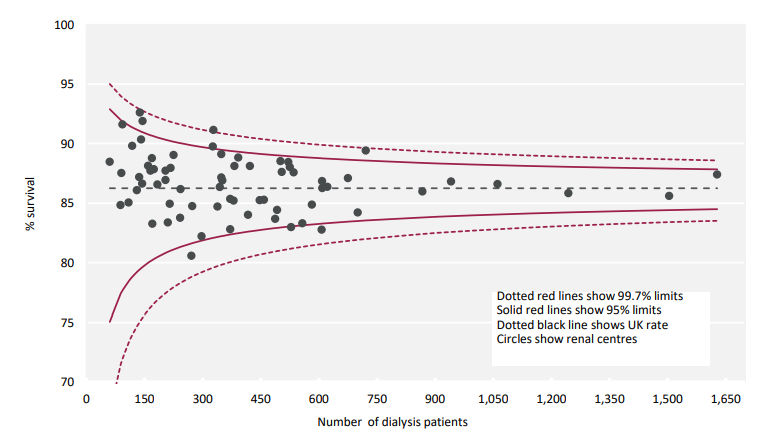 100
95
90
85
80
75
70
% survival
Dotted red lines show 99.7% limits
Solid red lines show 95% limits
Dotted black line shows UK rate
Circles show renal centres
0 150 300 450 600 750 900 1,050 1,200 1,350 1,500 1,650
Number of dialysis patients